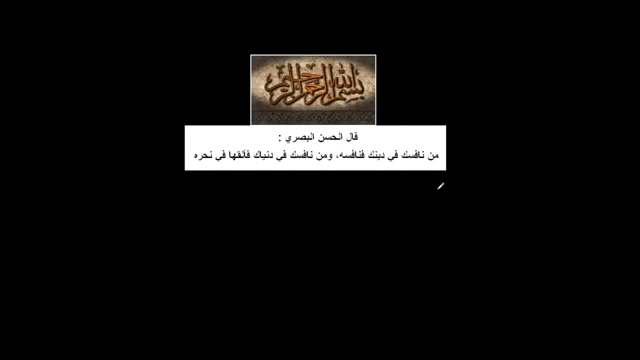 بسم الله الرحمن الرحيم
قال الحسن البصري :
من نافسك في دينك فنافسه، ومن نافسك في دنياك فألقها في نحره